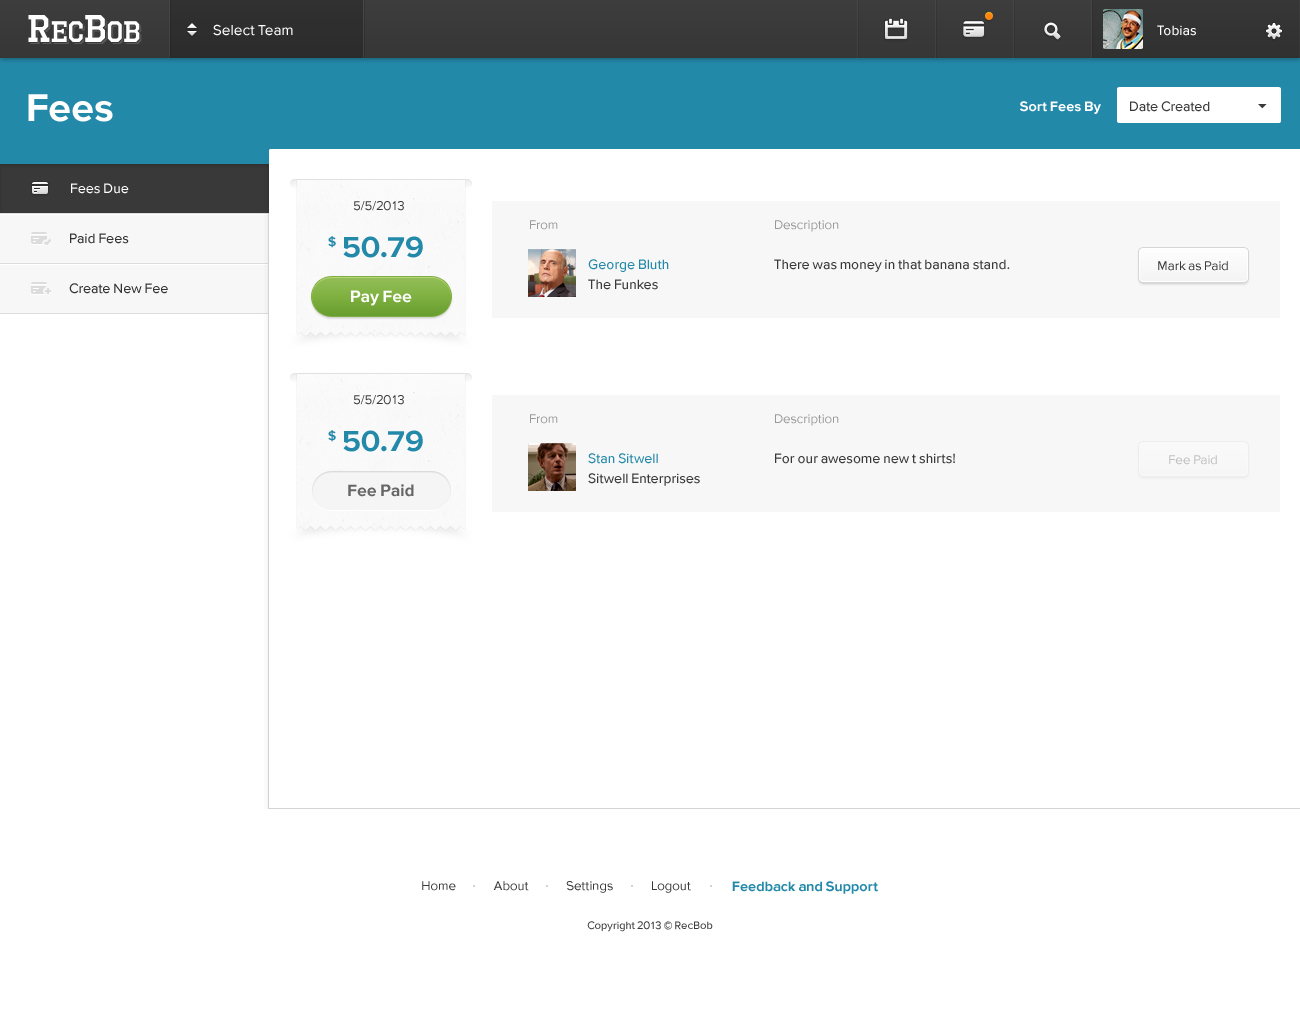 RECBOB
Select Team
Tobias
Fees
Sort Fees By
Date Created
Fees Due
Paid Fees
Create New Fee
5/5/2013
$ 50.79
Pay Fee
From
Description
George Bluth
The Funkes
There was money in that banana stand.
Mark as Paid
5/5/2013
$ 50.79
Fee Paid
From
Description
Stan Sitwell
Sitwell Enterprises
For our awesome new t shirts!
Fee Paid
Home · About · Settings · Logout · Feedback and Support
Copyright 2013 © RecBob